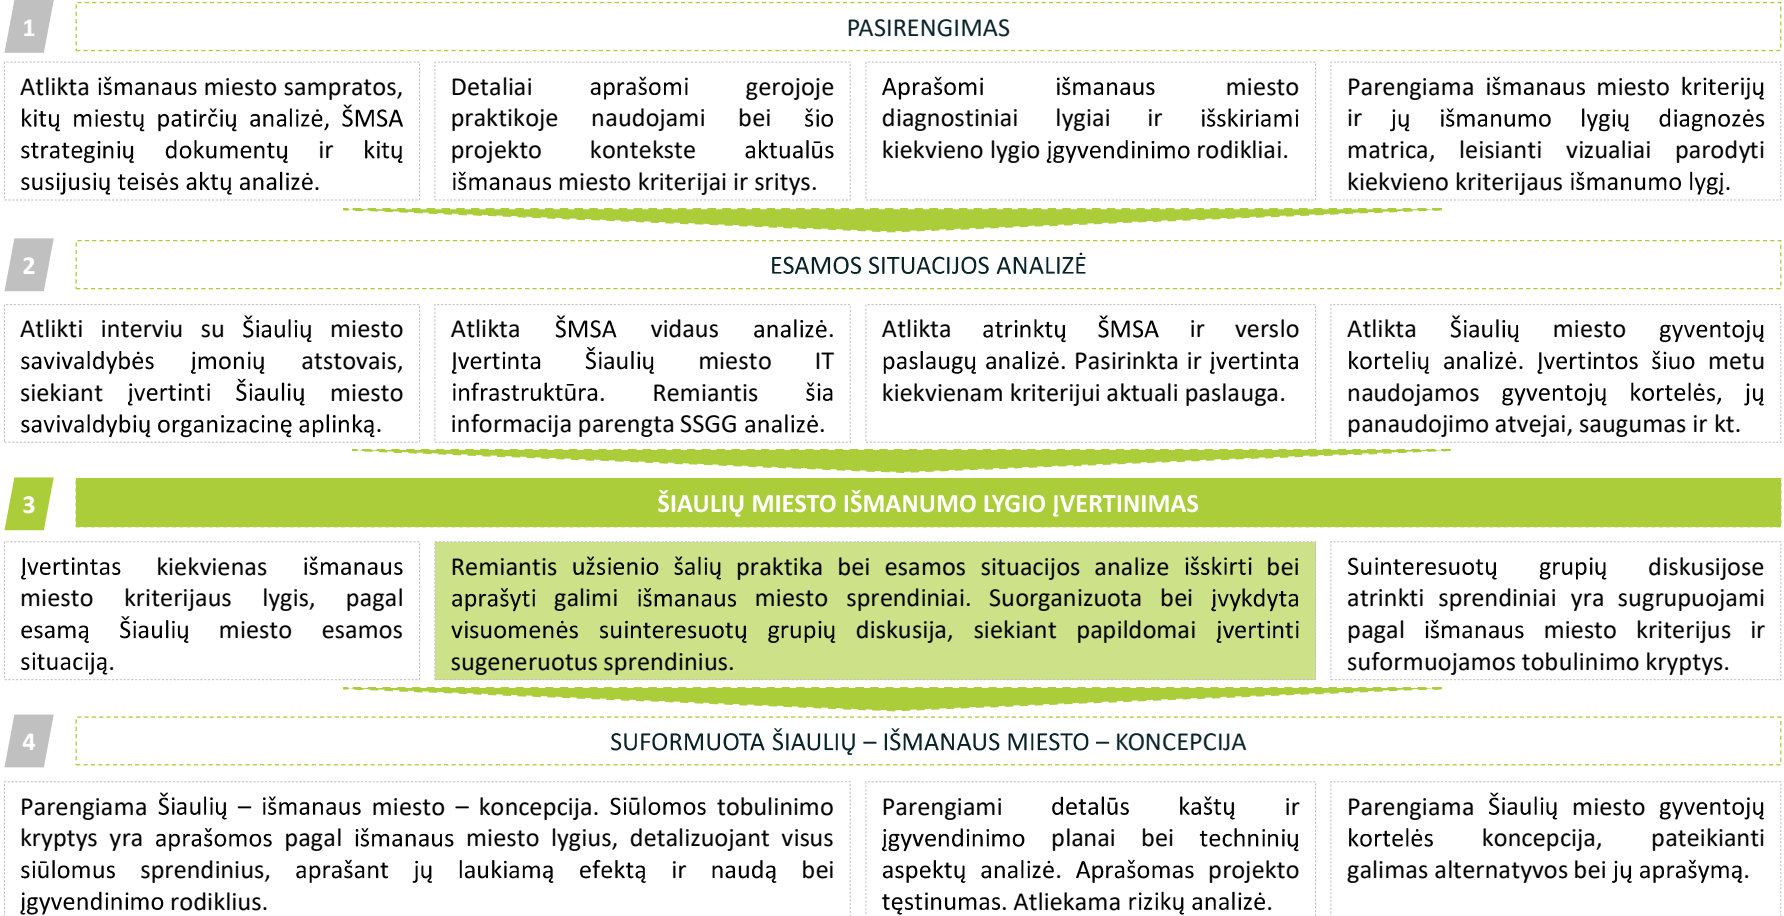 1
PASIRENGIMAS
Atlikta išmanaus miesto sampratos,
kitų miestų patirčių analizė, ŠMSA
strateginių dokumentų ir kitų
susijusių teisės aktų analizė.
Detaliai aprašomi gerojoje
praktikoje naudojami bei šio
projekto kontekste aktualūs
išmanaus miesto kriterijai ir sritys.
Aprašomi išmanaus miesto
diagnostiniai lygiai ir išskiriami
kiekvieno lygio įgyvendinimo rodikliai.
Parengiama išmanaus miesto kriterijų
ir jų išmanumo lygių diagnozės
matrica, leisianti vizualiai parodyti
kiekvieno kriterijaus išmanumo lygį.
2
ESAMOS SITUACIJOS ANALIZĖ
Atlikti interviu su Šiaulių miesto
savivaldybės įmonių atstovais,
siekiant įvertinti Šiaulių miesto
savivaldybių organizacinę aplinką.
Atlikta ŠMSA vidaus analizė.
Įvertinta Šiaulių miesto IT
infrastruktūra. Remiantis šia
informacija parengta SSGG analizė.
Atlikta atrinktų ŠMSA ir verslo
paslaugų analizė. Pasirinkta ir įvertinta
kiekvienam kriterijui aktuali paslauga.
Atlikta Šiaulių miesto gyventojų
kortelių analizė. Įvertintos šiuo metu
naudojamos gyventojų kortelės, jų
panaudojimo atvejai, saugumas ir kt.
3
ŠIAULIŲ MIESTO IŠMANUMO LYGIO ĮVERTINIMAS
Įvertintas kiekvienas išmanaus
miesto kriterijaus lygis, pagal
esamą Šiaulių miesto esamos
situaciją.
Remiantis užsienio šalių praktika bei esamos situacijos analize išskirti bei
aprašyti galimi išmanaus miesto sprendiniai. Suorganizuota bei įvykdyta
visuomenės suinteresuotų grupių diskusija, siekiant papildomai įvertinti
sugeneruotus sprendinius.
Suinteresuotų grupių diskusijose
atrinkti sprendiniai yra sugrupuojami
pagal išmanaus miesto kriterijus ir
suformuojamos tobulinimo kryptys.
4
SUFORMUOTA ŠIAULIŲ – IŠMANAUS MIESTO – KONCEPCIJA
Parengiama Šiaulių – išmanaus miesto – koncepcija. Siūlomos tobulinimo
kryptys yra aprašomos pagal išmanaus miesto lygius, detalizuojant visus
siūlomus sprendinius, aprašant jų laukiamą efektą ir naudą bei
įgyvendinimo rodiklius.
Parengiami detalūs kaštų ir
įgyvendinimo planai bei techninių
aspektų analizė. Aprašomas projekto
tęstinumas. Atliekama rizikų analizė.
Parengiama Šiaulių miesto gyventojų
kortelės koncepcija, pateikianti
galimas alternatyvos bei jų aprašymą.